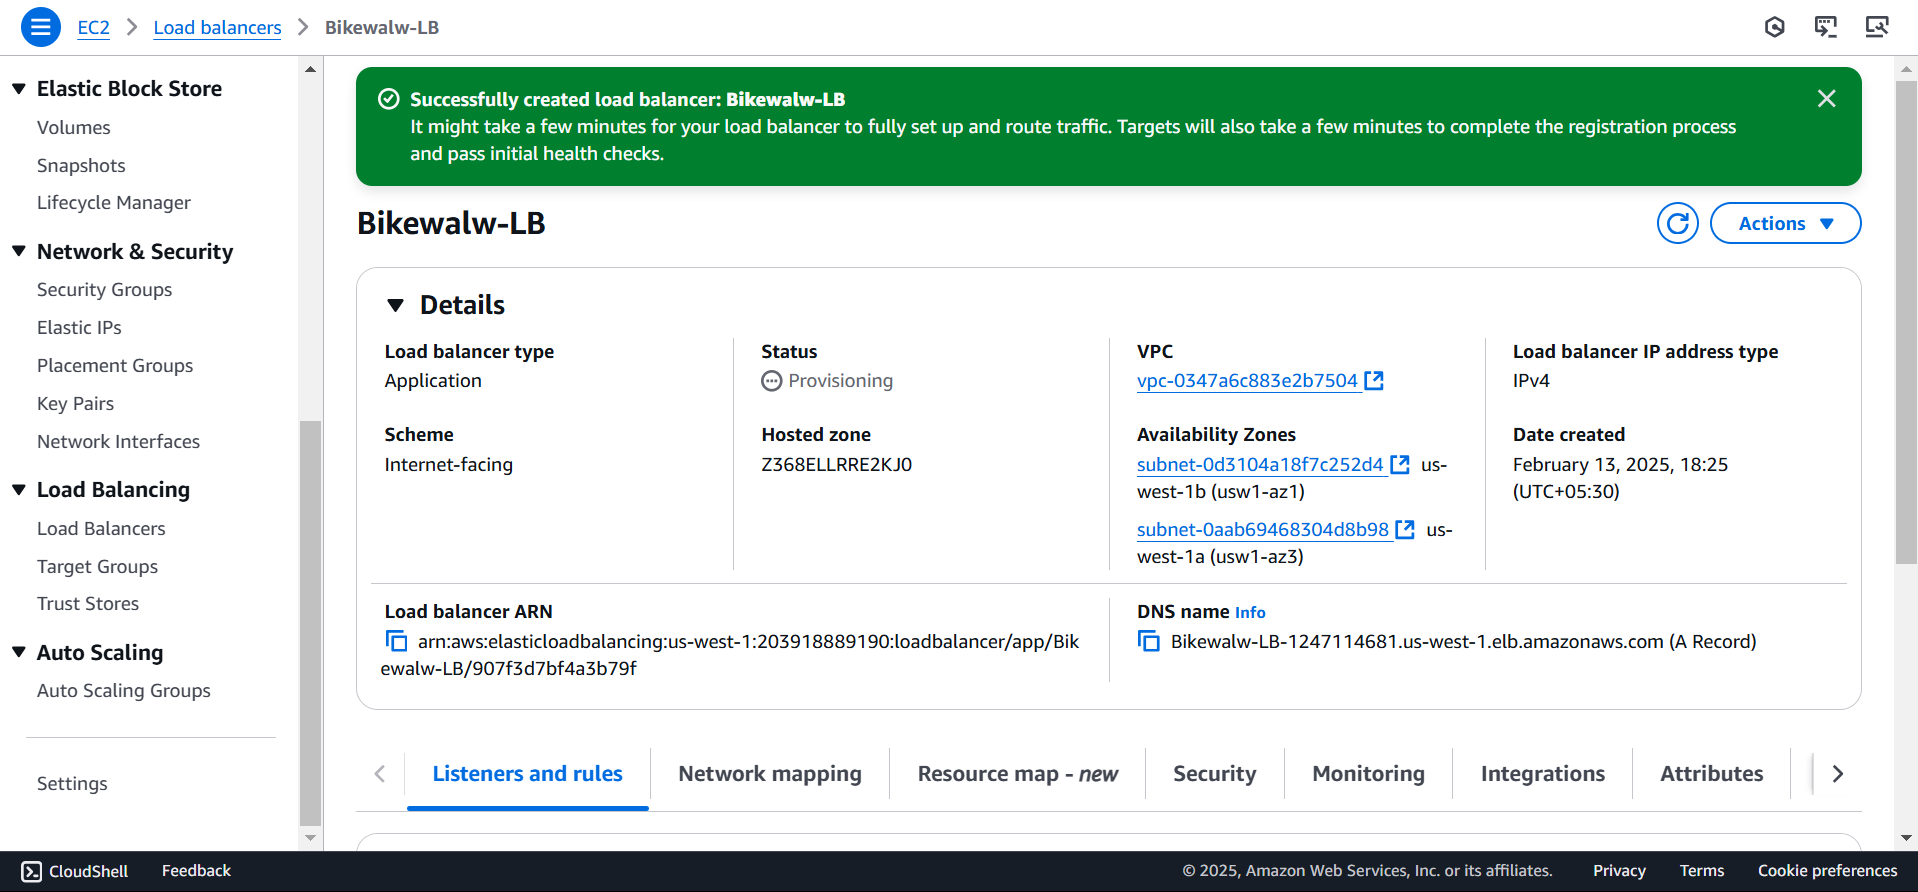 EC2 > Load balancers > Bikewalw-LB
Elastic Block Store
Volumes
Snapshots
Lifecycle Manager
Network & Security
Security Groups
Elastic IPs
Placement Groups
Key Pairs
Network Interfaces
Load Balancing
Load Balancers
Target Groups
Trust Stores
Auto Scaling
Auto Scaling Groups
Settings
Successfully created load balancer: Bikewalw-LB
It might take a few minutes for your load balancer to fully set up and route traffic. Targets will also take a few minutes to complete the registration process
and pass initial health checks.
Bikewalw-LB
Actions
Details
Load balancer type
Application
Status
Provisioning
VPC
vpc-0347a6c883e2b7504
Load balancer IP address type
IPv4
Scheme
Internet-facing
Hosted zone
Z368ELLRRE2KJ0
Availability Zones
subnet-0d3104a18f7c252d4 us-
west-1b (usw1-az1)
subnet-0aab69468304d8b98 us-
west-1a (usw1-az3)
Date created
February 13, 2025, 18:25
(UTC+05:30)
Load balancer ARN
arn:aws:elasticloadbalancing:us-west-1:203918889190:loadbalancer/app/Bik
ewalw-LB/907f3d7bf4a3b79f
DNS name Info
Bikewalw-LB-1247114681.us-west-1.elb.amazonaws.com (A Record)
Listeners and rules
Network mapping
Resource map - new
Security
Monitoring
Integrations
Attributes
CloudShell
Feedback
© 2025, Amazon Web Services, Inc. or its affiliates.
Privacy
Terms
Cookie preferences